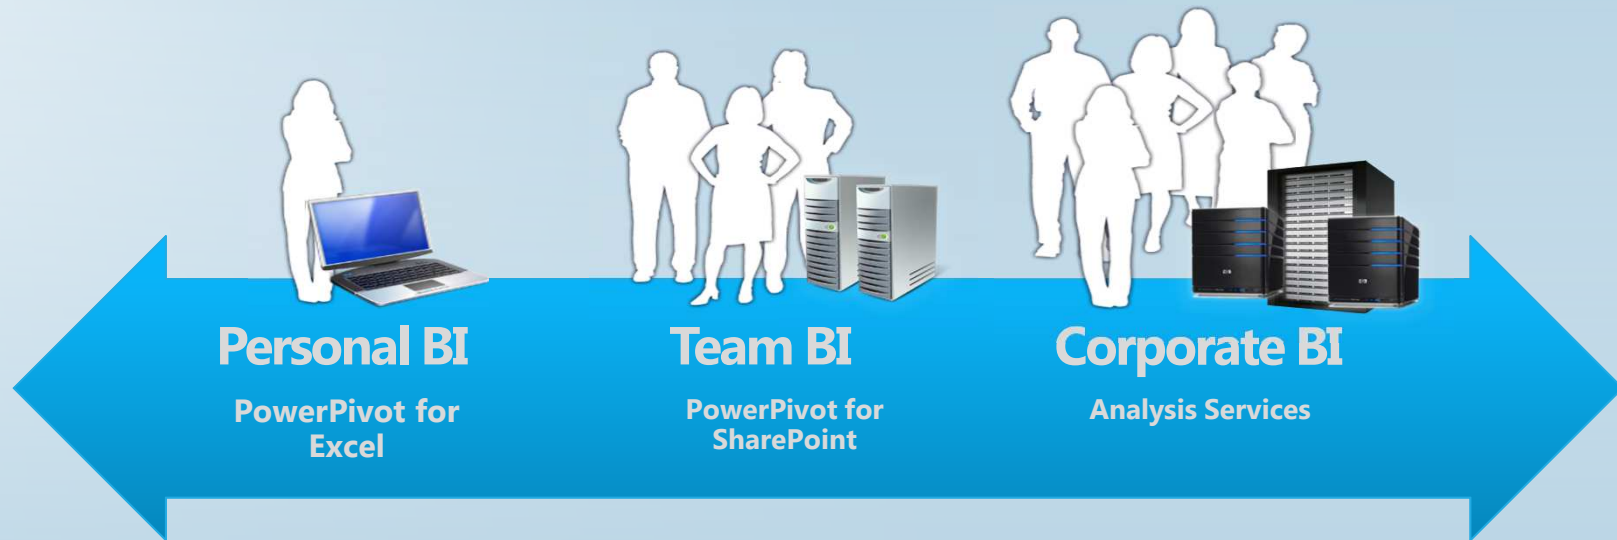 Personal BI
PowerPivot for
Excel
Team BI
PowerPivot for
SharePoint
Corporate BI
Analysis Services